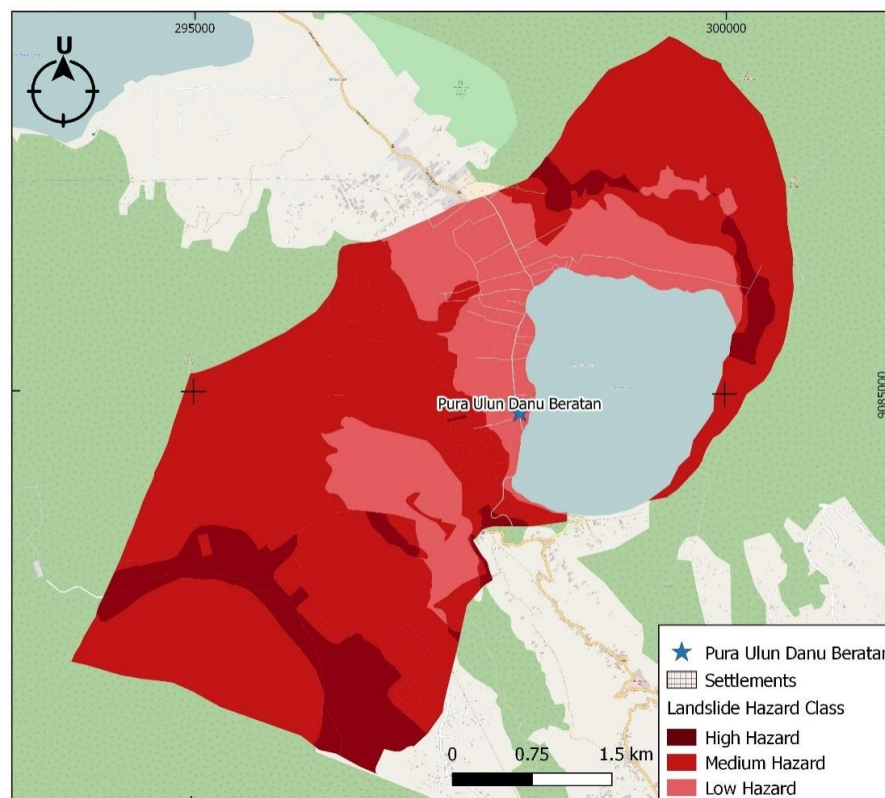 295000
300000
U
9085000
Pura Ulun Danu Beratan
Pura Ulun Danu Beratan
Settlements
Landslide Hazard Class
High Hazard
Medium Hazard
Low Hazard
0 0.75 1.5 km